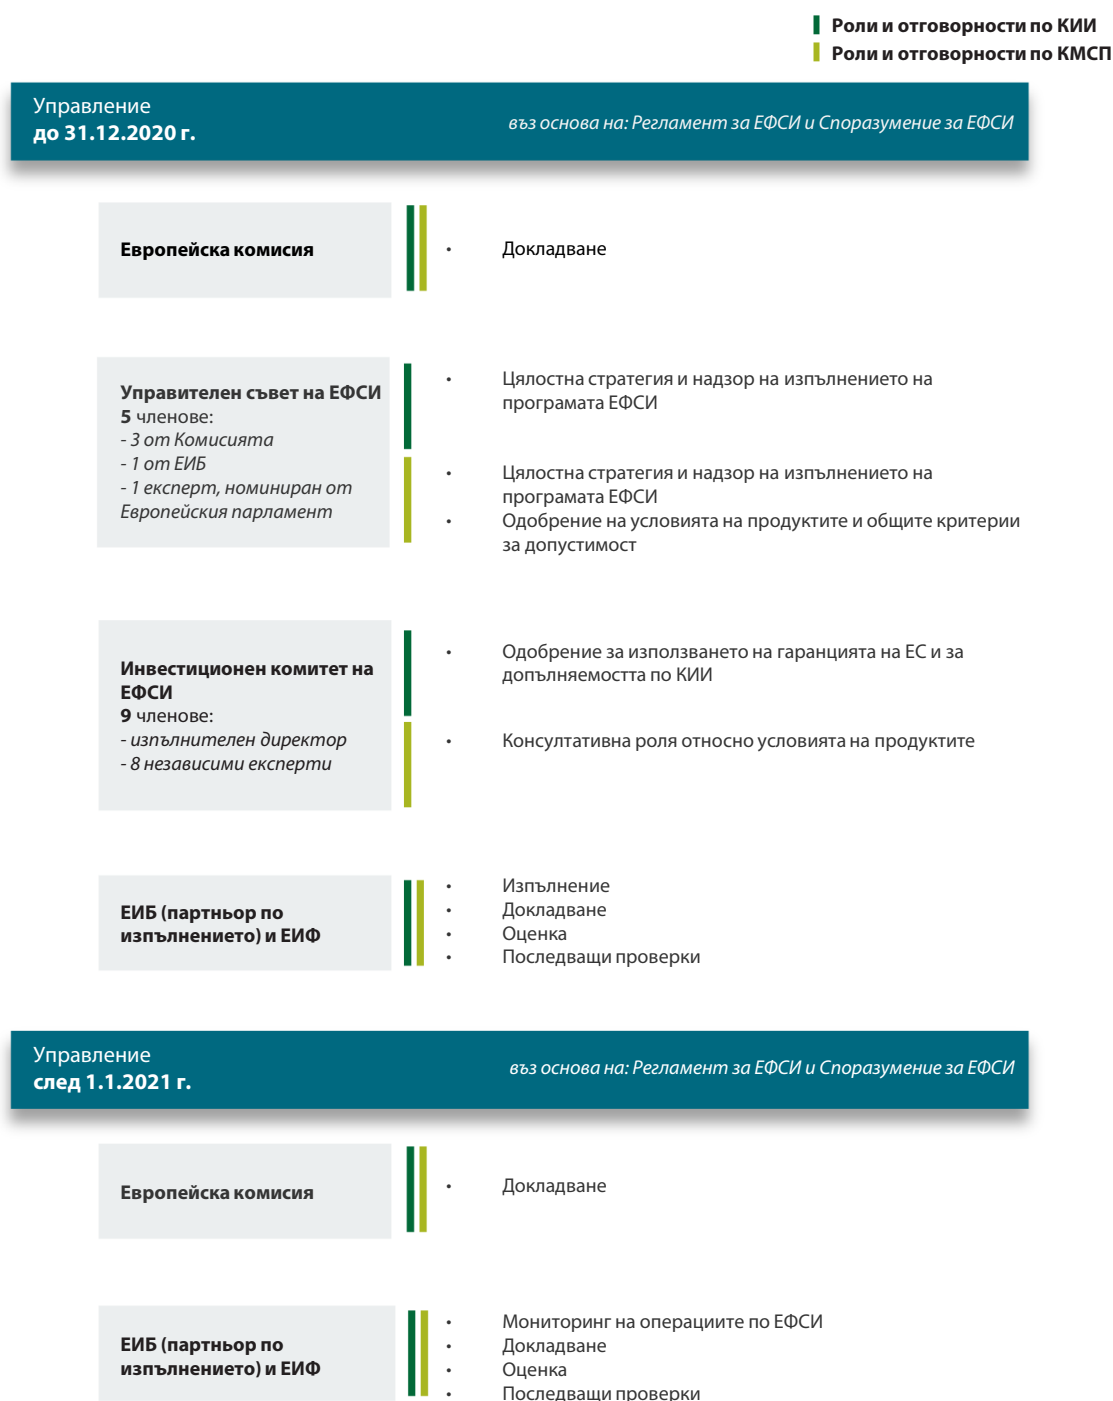 Роли и отговорности по КИИ
Роли и отговорности по КМСП
Управление
до 31.12.2020 г.
въз основа на: Регламент за ЕФСИ и Споразумение за ЕФСИ
Европейска комисия
• Докладване
Управителен съвет на ЕФСИ
5 членове:
- 3 от Комисията
- 1 от ЕИБ
- 1 експерт, номиниран от
Европейския парламент
• Цялостна стратегия и надзор на изпълнението на
програмата ЕФСИ
• Цялостна стратегия и надзор на изпълнението на
програмата ЕФСИ
• Одобрение на условията на продуктите и общите критерии
за допустимост
Инвестиционен комитет на
ЕФСИ
9 членове:
- изпълнителен директор
- 8 независими експерти
• Одобрение за използването на гаранцията на ЕС и за
допълняемостта по КИИ
• Консултативна роля относно условията на продуктите
ЕИБ (партньор по
изпълнението) и ЕИФ
• Изпълнение
• Докладване
• Оценка
• Последващи проверки
Управление
след 1.1.2021 г.
въз основа на: Регламент за ЕФСИ и Споразумение за ЕФСИ
Европейска комисия
• Докладване
ЕИБ (партньор по
изпълнението) и ЕИФ
• Мониторинг на операциите по ЕФСИ
• Докладване
• Оценка
• Последващи проверки